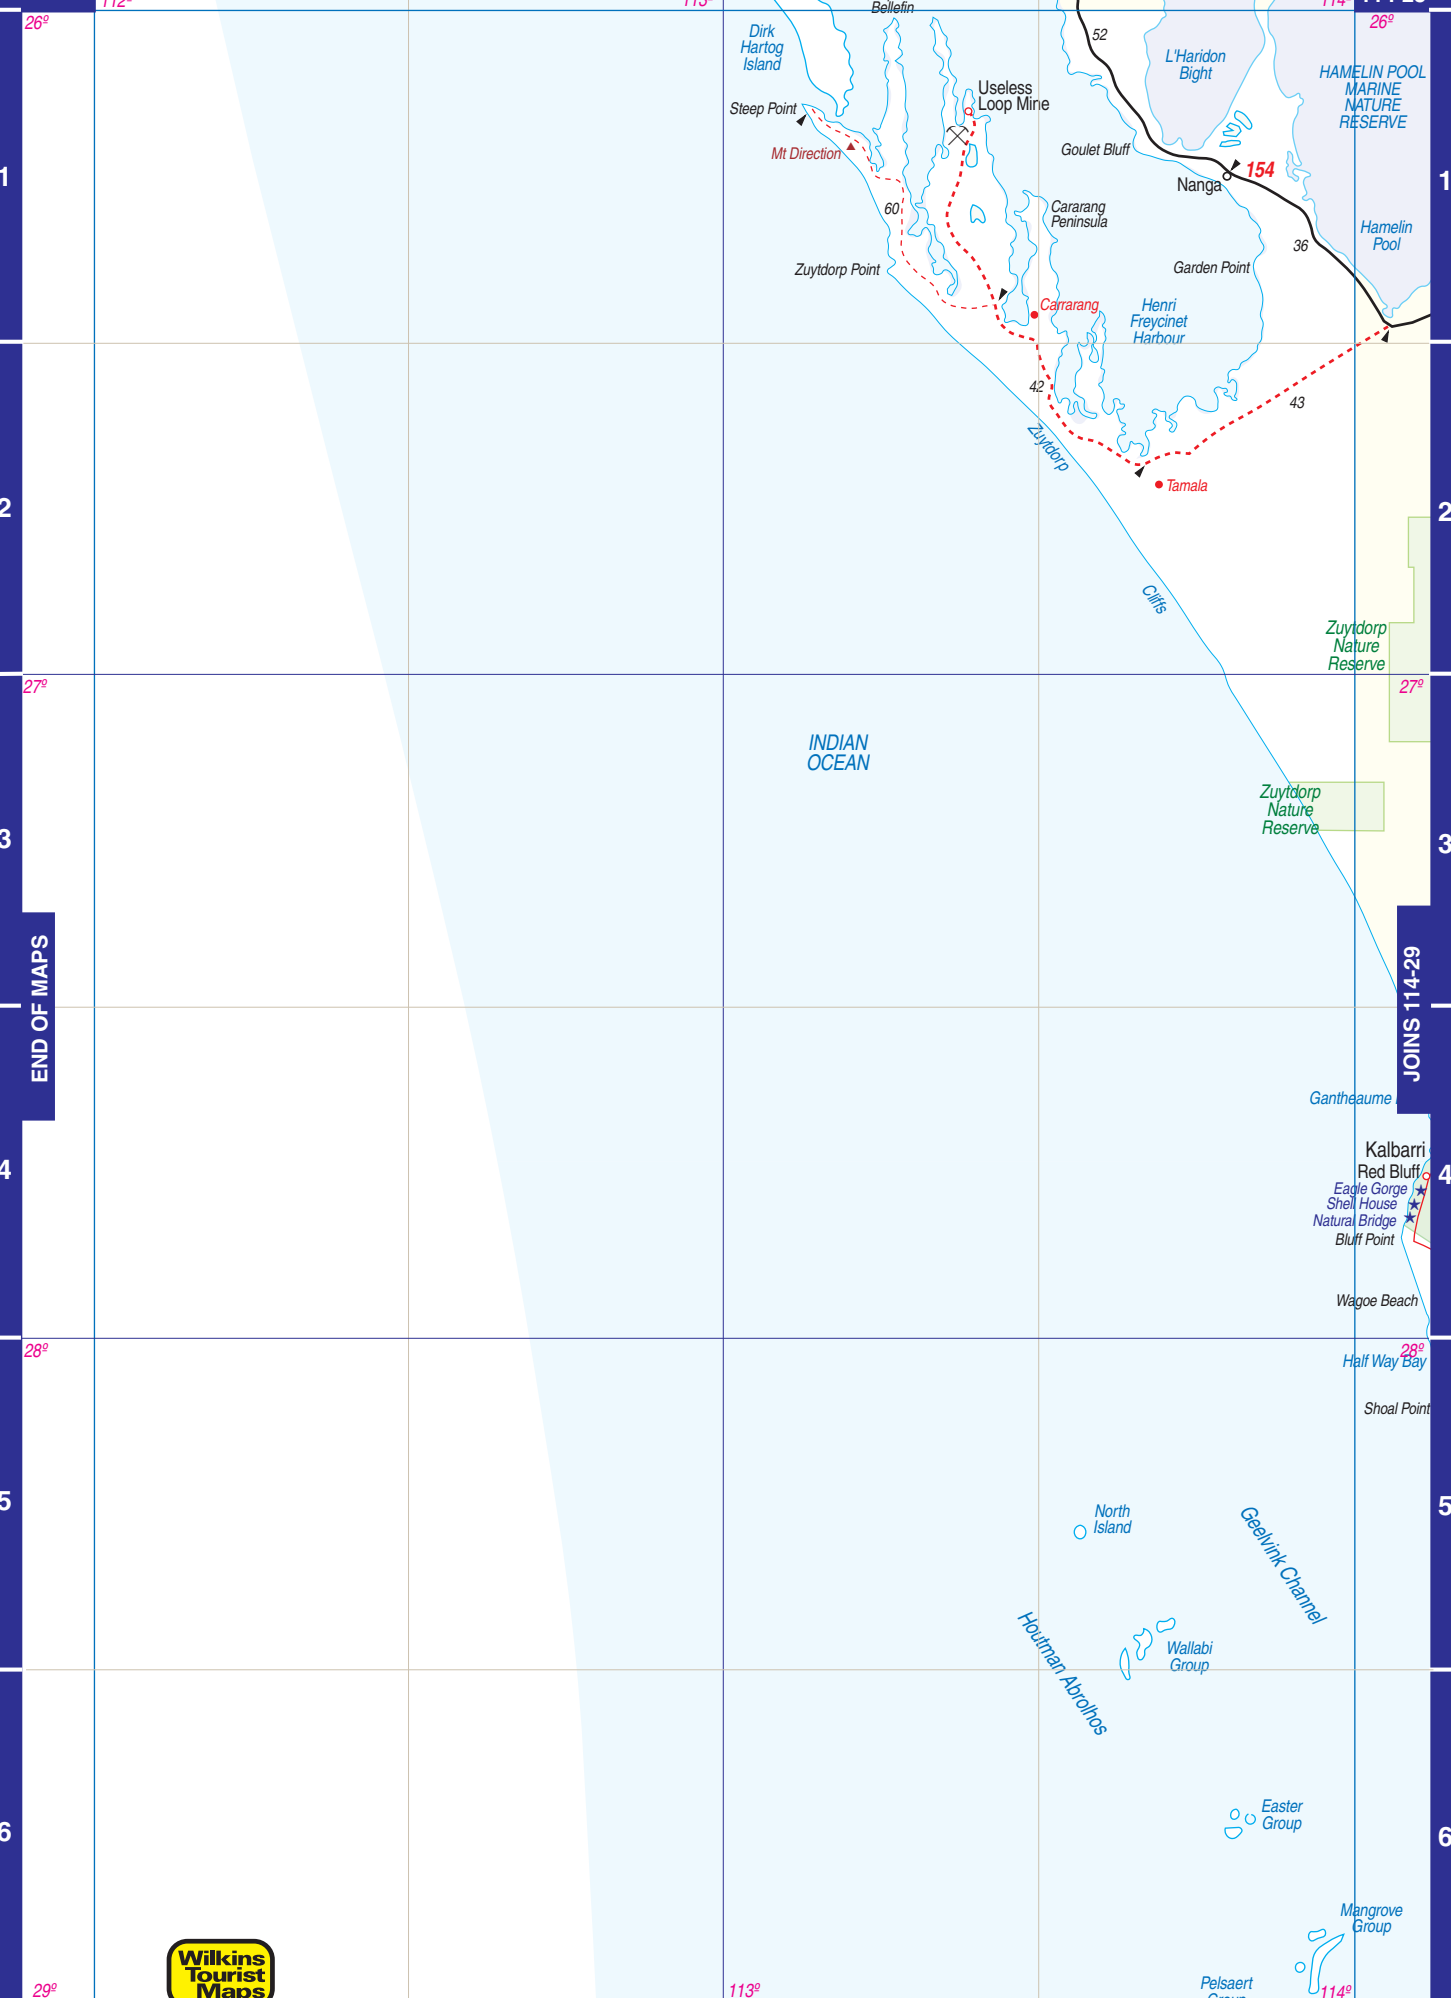 112º
113º
114º
26º
26º
Bellefin
Dirk
Hartog
Island
52
L'Haridon
Bight
HAMELIN POOL
MARINE
NATURE
RESERVE
Useless
Loop Mine
Steep Point
Mt Direction
Goulet Bluff
154
Nanga
1
1
60
Cararang
Peninsula
Hamelin
Pool
36
Zuytdorp Point
Garden Point
Carrarang
Henri
Freycinet
Harbour
42
43
Zuytdorp
Tamala
2
2
Cliffs
Zuytdorp
Nature
Reserve
27º
27º
INDIAN
OCEAN
Zuytdorp
Nature
Reserve
3
3
END OF MAPS
JOINS 114-29
Gantheaume
Kalbarri
4
4
Red Bluff
Eagle Gorge
Shell House
Natural Bridge
Bluff Point
Wagoe Beach
28º
28º
Half Way Bay
Shoal Point
5
5
North
Island
Geelvink Channel
Houtman Abrolhos
Wallabi
Group
Easter
Group
6
6
Mangrove
Group
Wilkins
Tourist
Maps
Pelsaert
Group
29º
113º
114º